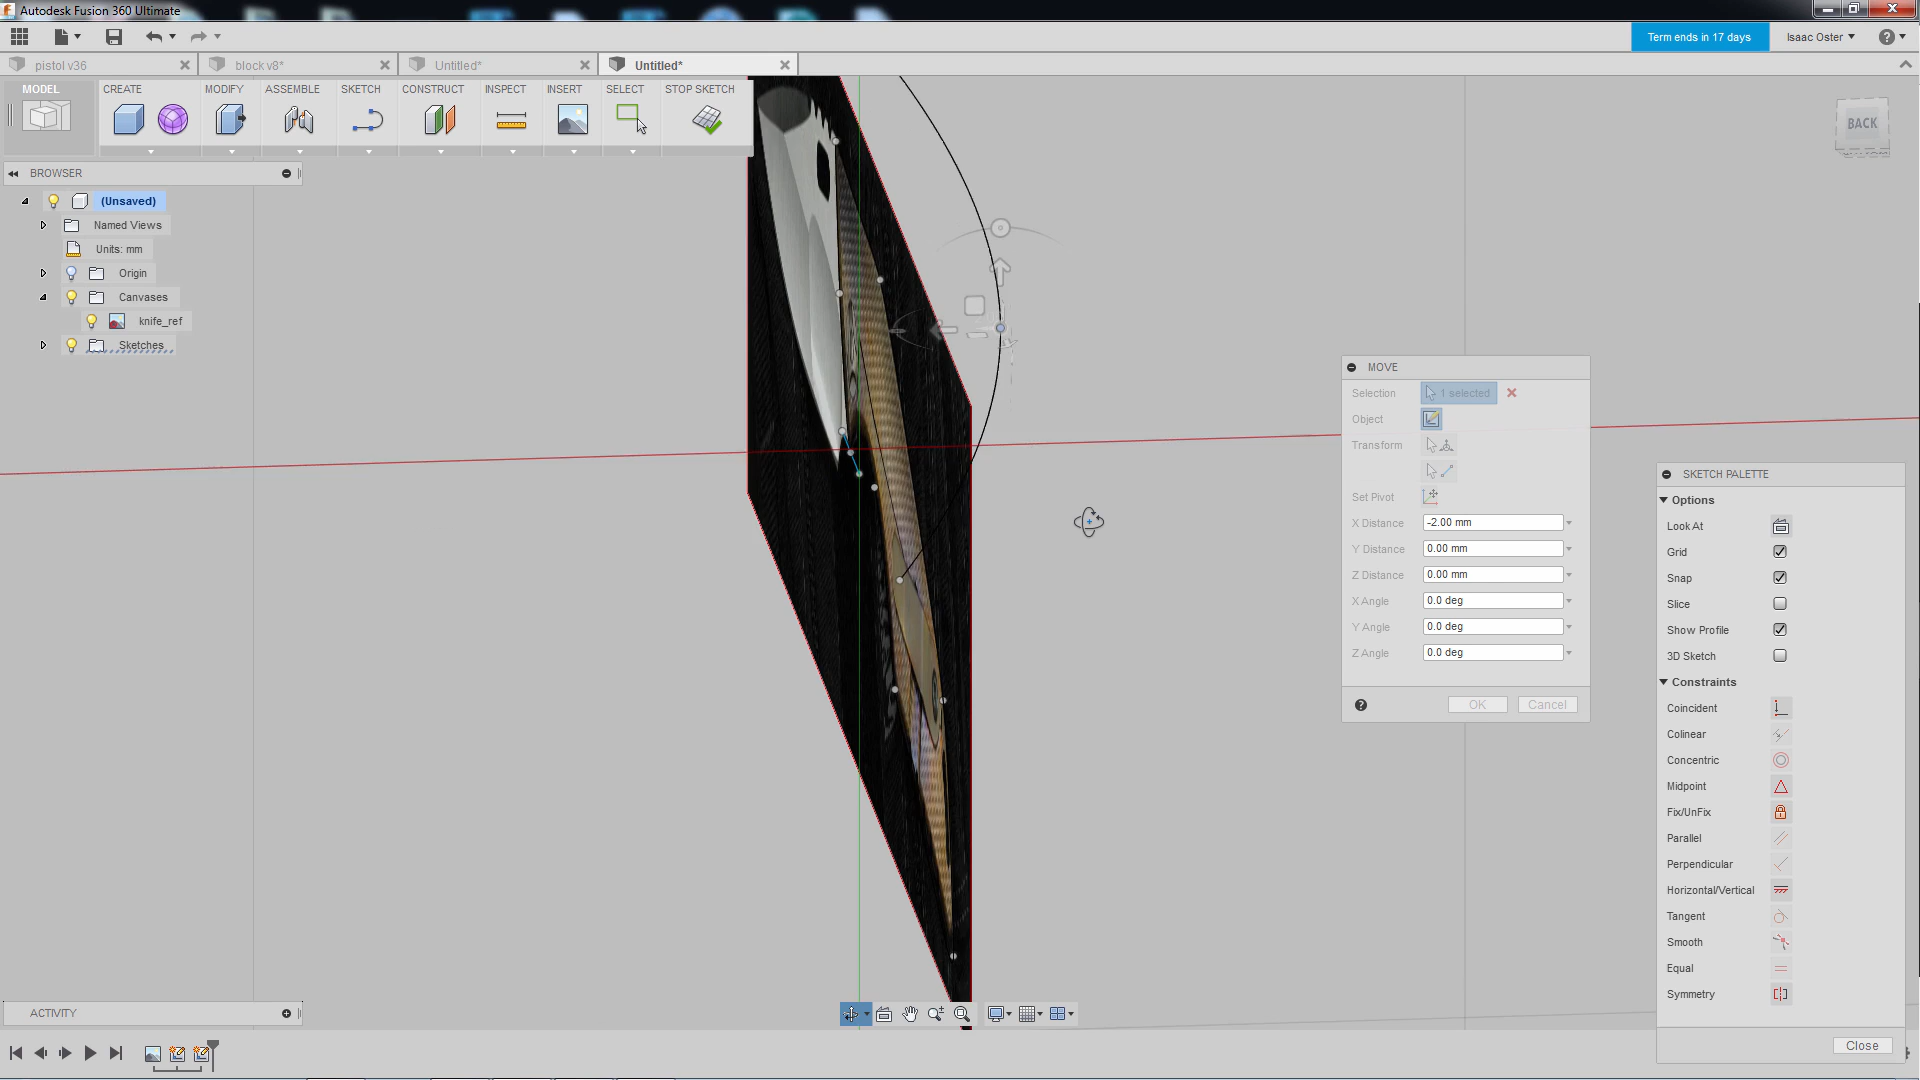 Autodesk Fusion 360 Ultimate
Term ends in 17 days
Isaac Oster
pistol v36
block v8*
Untitled*
Untitled*
MODEL
CREATE
MODIFY
ASSEMBLE
SKETCH
CONSTRUCT
INSPECT
INSERT
SELECT
STOP SKETCH
BACK
BROWSER
(Unsaved)
Named Views
Units: mm
Origin
Canvases
knife_ref
Sketches
MOVE
Selection 1 selected
Object
Transform
Set Pivot
X Distance -2.00 mm
Y Distance 0.00 mm
Z Distance 0.00 mm
X Angle 0.0 deg
Y Angle 0.0 deg
Z Angle 0.0 deg
OK Cancel
SKETCH PALETTE
Options
Look At
Grid
Snap
Slice
Show Profile
3D Sketch
Constraints
Coincident
Colinear
Concentric
Midpoint
Fix/UnFix
Parallel
Perpendicular
Horizontal/Vertical
Tangent
Smooth
Equal
Symmetry
Close
ACTIVITY